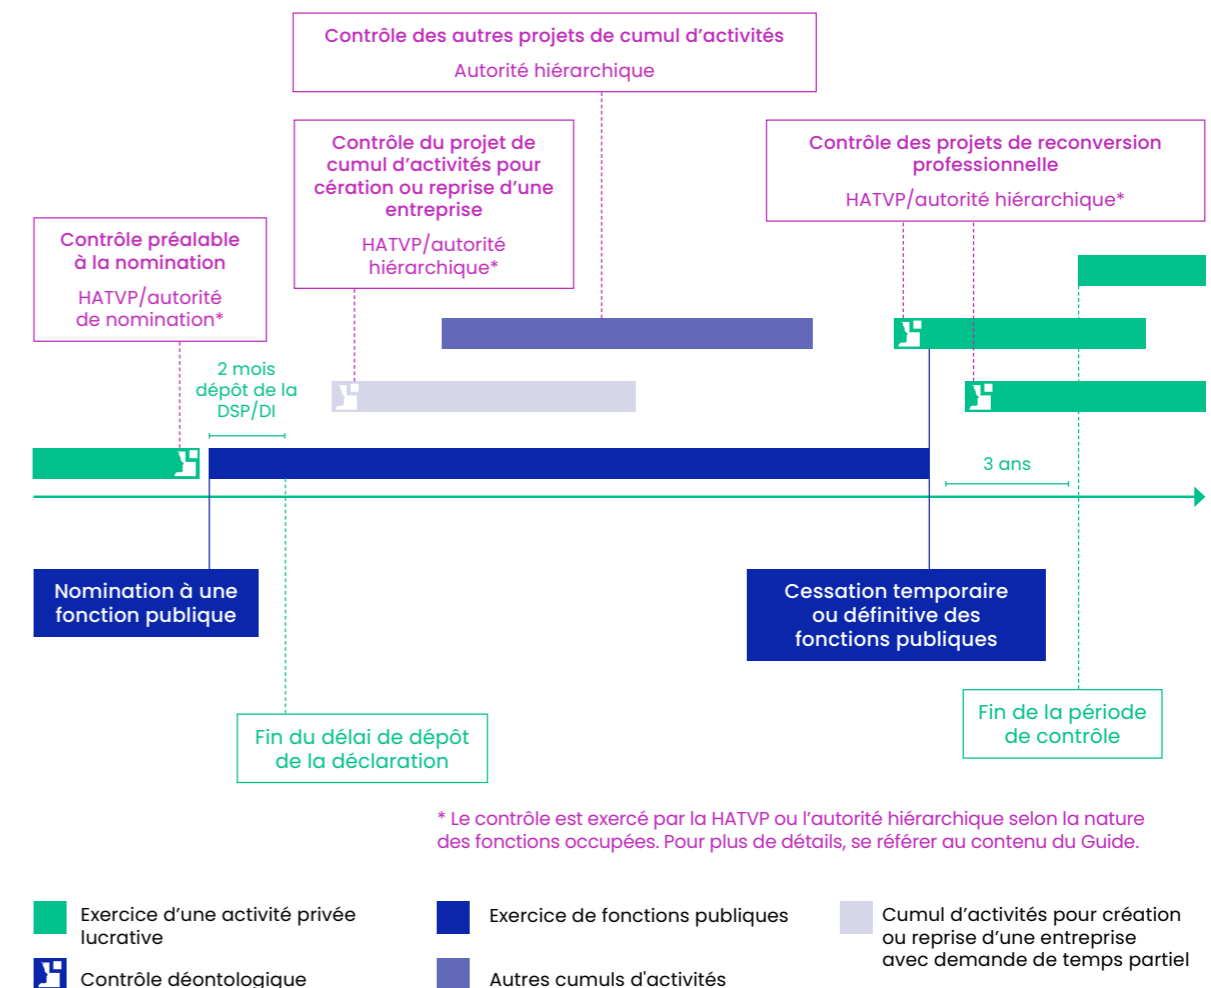 Contrôle des autres projets de cumul d’activités
Autorité hiérarchique
Contrôle du projet de
cumul d’activités pour
cération ou reprise d’une
entreprise
HATVP/autorité
hiérarchique*
Contrôle des projets de reconversion
professionnelle
HATVP/autorité hiérarchique*
Contrôle préalable
à la nomination
HATVP/autorité
de nomination*
2 mois
dépôt de la
DSP/DI
3 ans
Nomination à une
fonction publique
Cessation temporaire
ou définitive des
fonctions publiques
Fin du délai de dépôt
de la déclaration
Fin de la période
de contrôle
* Le contrôle est exercé par la HATVP ou l’autorité hiérarchique selon la nature
des fonctions occupées. Pour plus de détails, se référer au contenu du Guide.
Exercice d’une activité privée
lucrative
Contrôle déontologique
Exercice de fonctions publiques
Autres cumuls d'activités
Cumul d’activités pour création
ou reprise d’une entreprise
avec demande de temps partiel